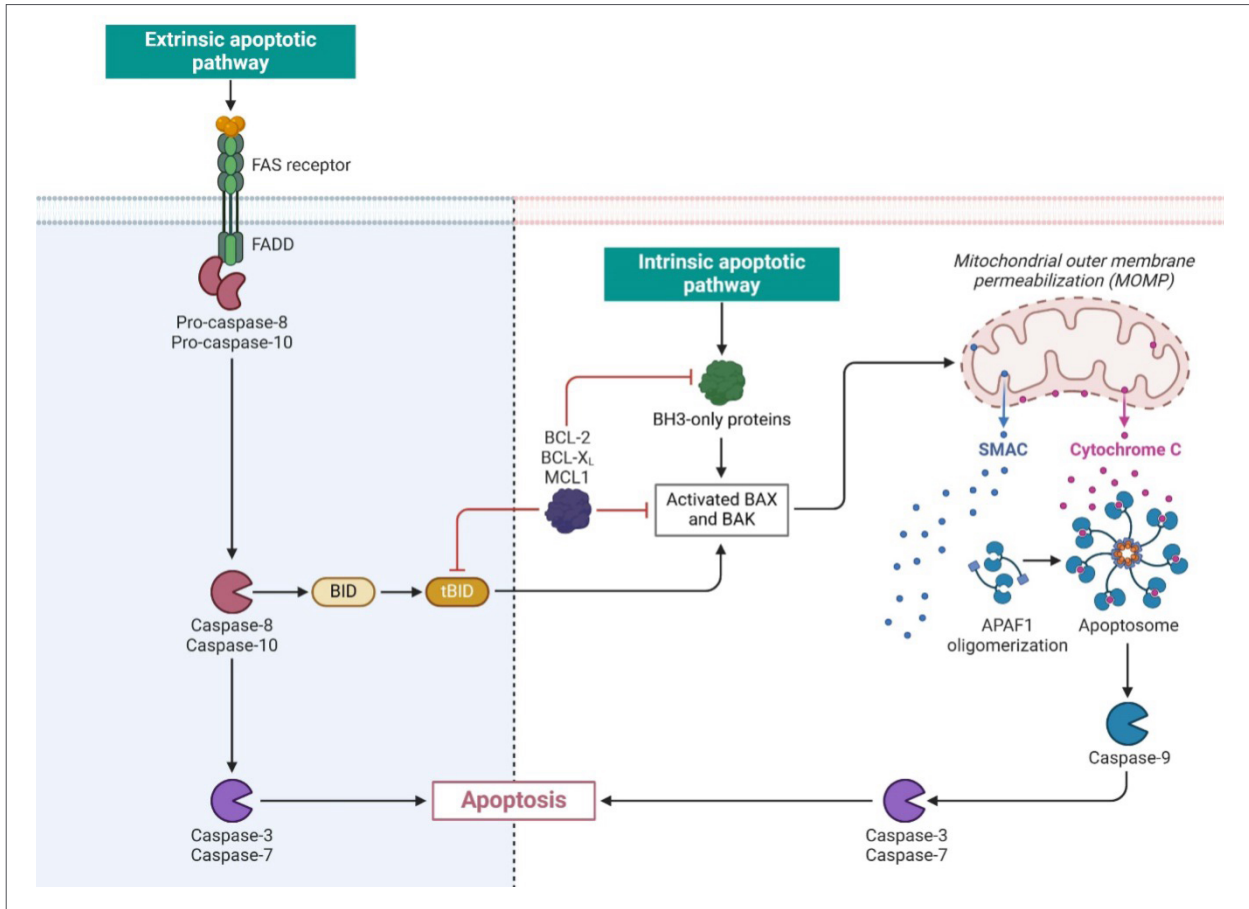 Extrinsic apoptotic
pathway
FAS receptor
FADD
Pro-caspase-8
Pro-caspase-10
Intrinsic apoptotic
pathway
Mitochondrial outer membrane
permeabilization (MOMP)
BH3-only proteins
BCL-2
BCL-XL
MCL1
SMAC
Cytochrome C
Activated BAX
and BAK
BID
tBID
Caspase-8
Caspase-10
APAF1
oligomerization
Apoptosome
Caspase-9
Apoptosis
Caspase-3
Caspase-7
Caspase-3
Caspase-7